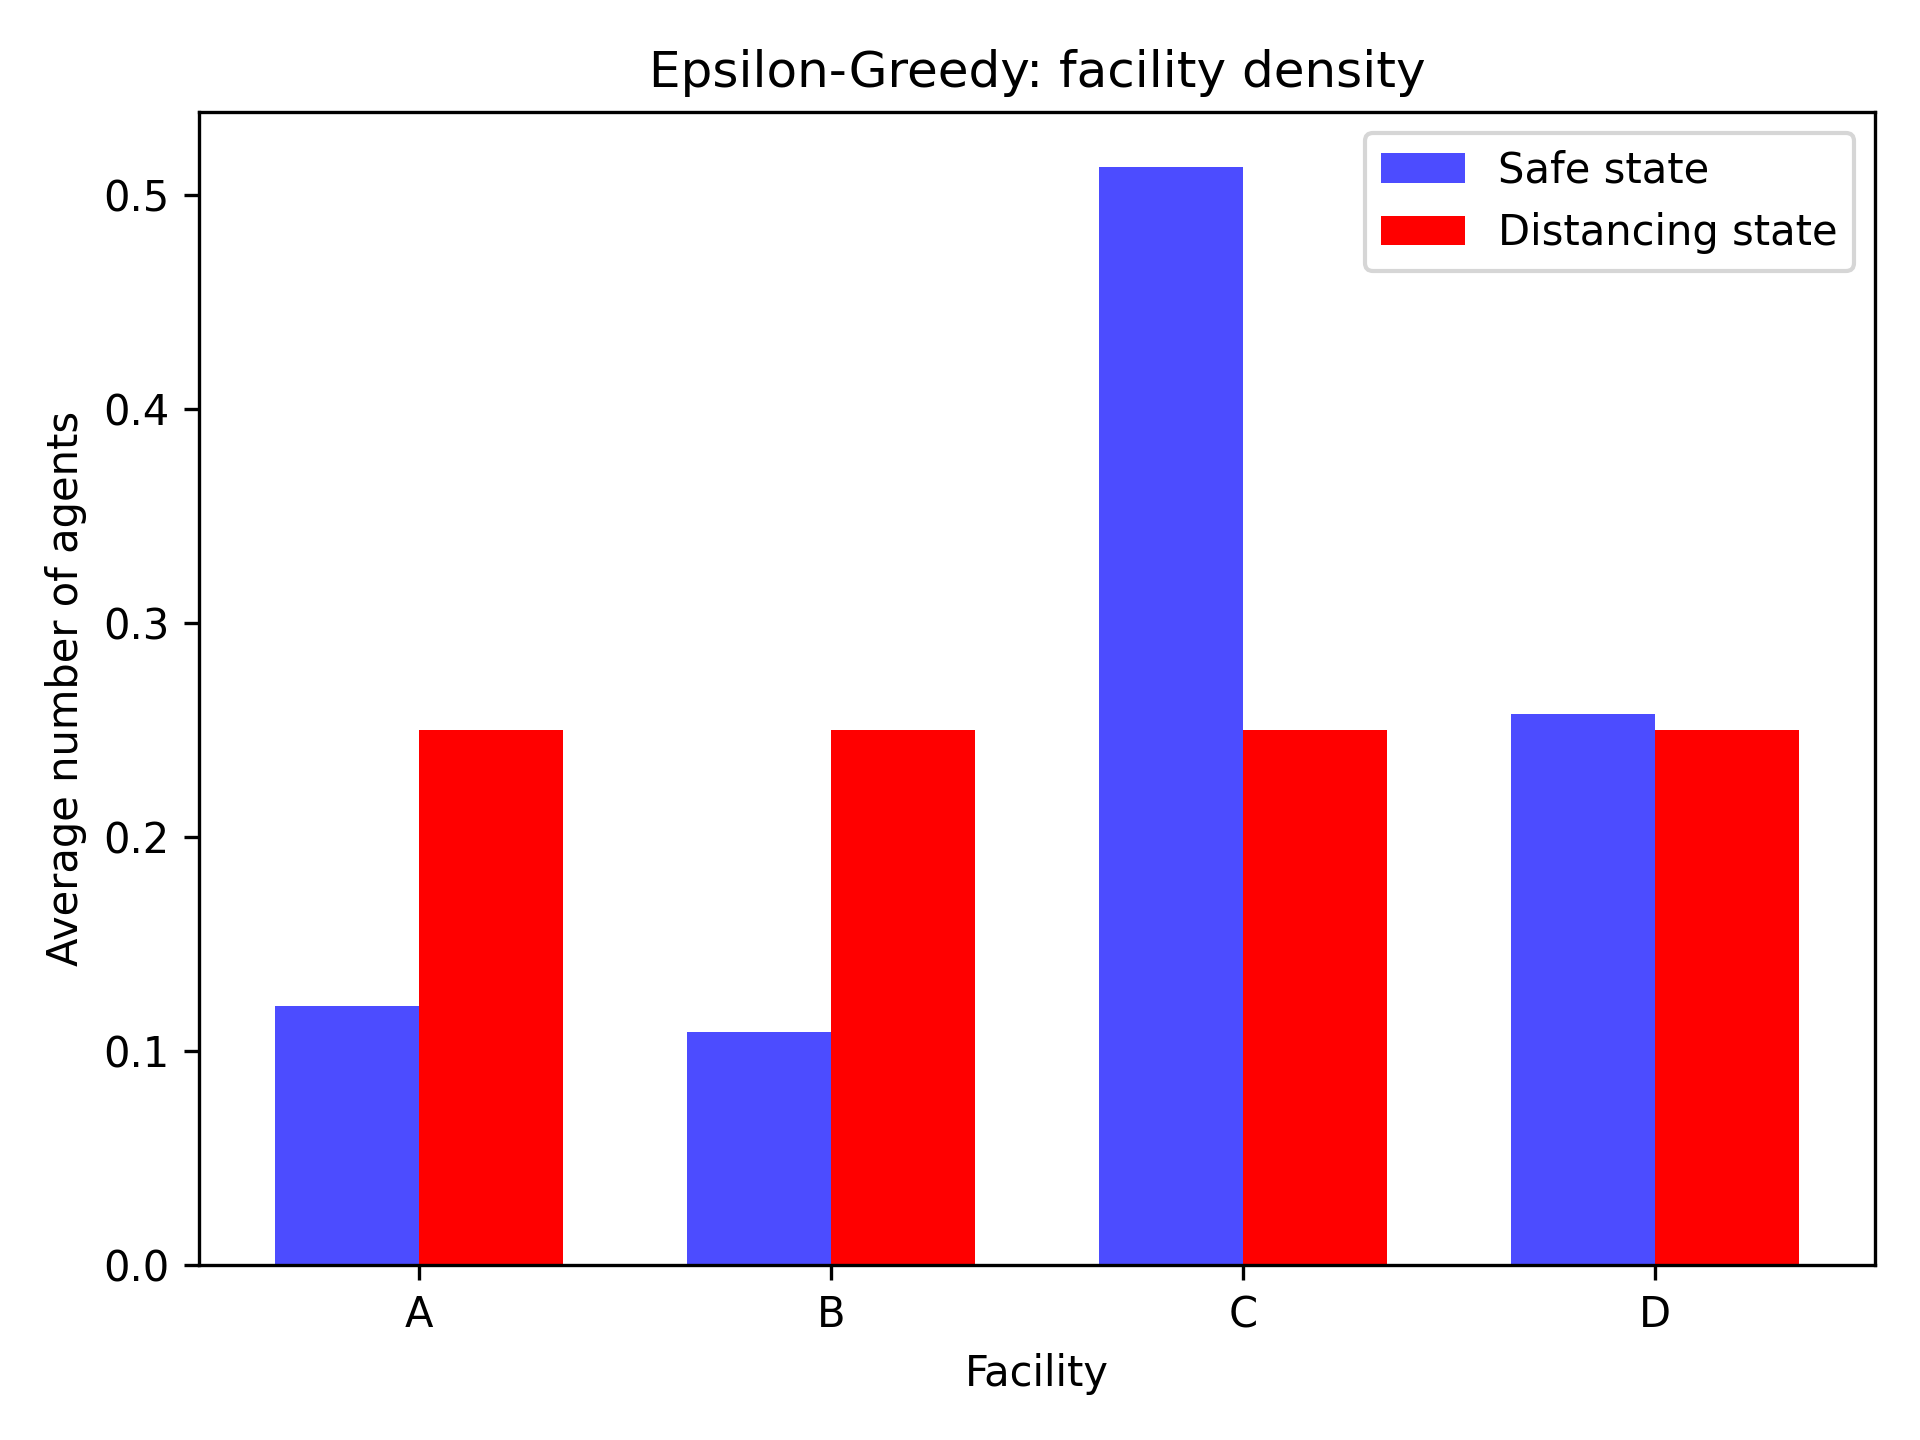 Epsilon-Greedy: facility density
Safe state
Distancing state
Average number of agents
0.5
0.4
0.3
0.2
0.1
0.0
A B C D
Facility